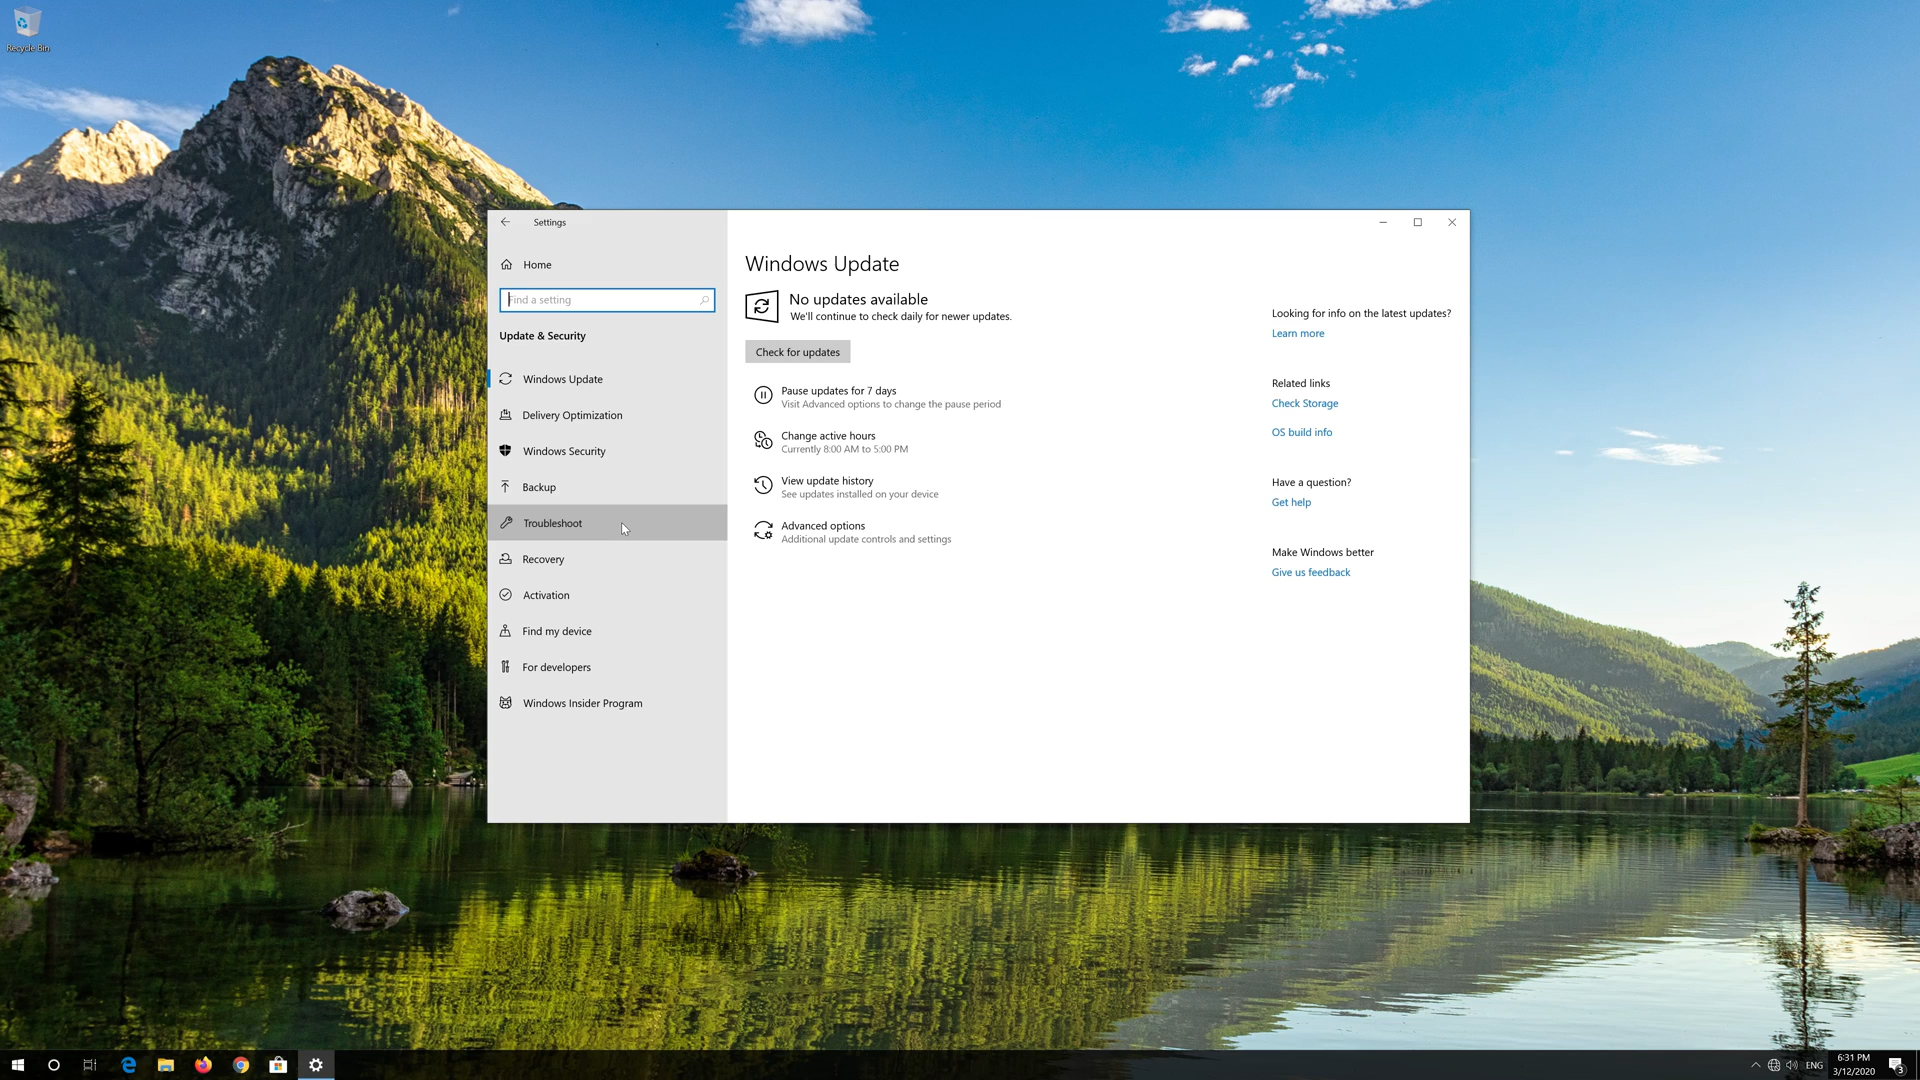 Recycle Bin
Settings
Home
Find a setting
Update & Security
Windows Update
Delivery Optimization
Windows Security
Backup
Troubleshoot
Recovery
Activation
Find my device
For developers
Windows Insider Program
Windows Update
No updates available
We'll continue to check daily for newer updates.
Check for updates
Pause updates for 7 days
Visit Advanced options to change the pause period
Change active hours
Currently 8:00 AM to 5:00 PM
View update history
See updates installed on your device
Advanced options
Additional update controls and settings
Looking for info on the latest updates?
Learn more
Related links
Check Storage
OS build info
Have a question?
Get help
Make Windows better
Give us feedback
ENG
6:31 PM
3/12/2020
3